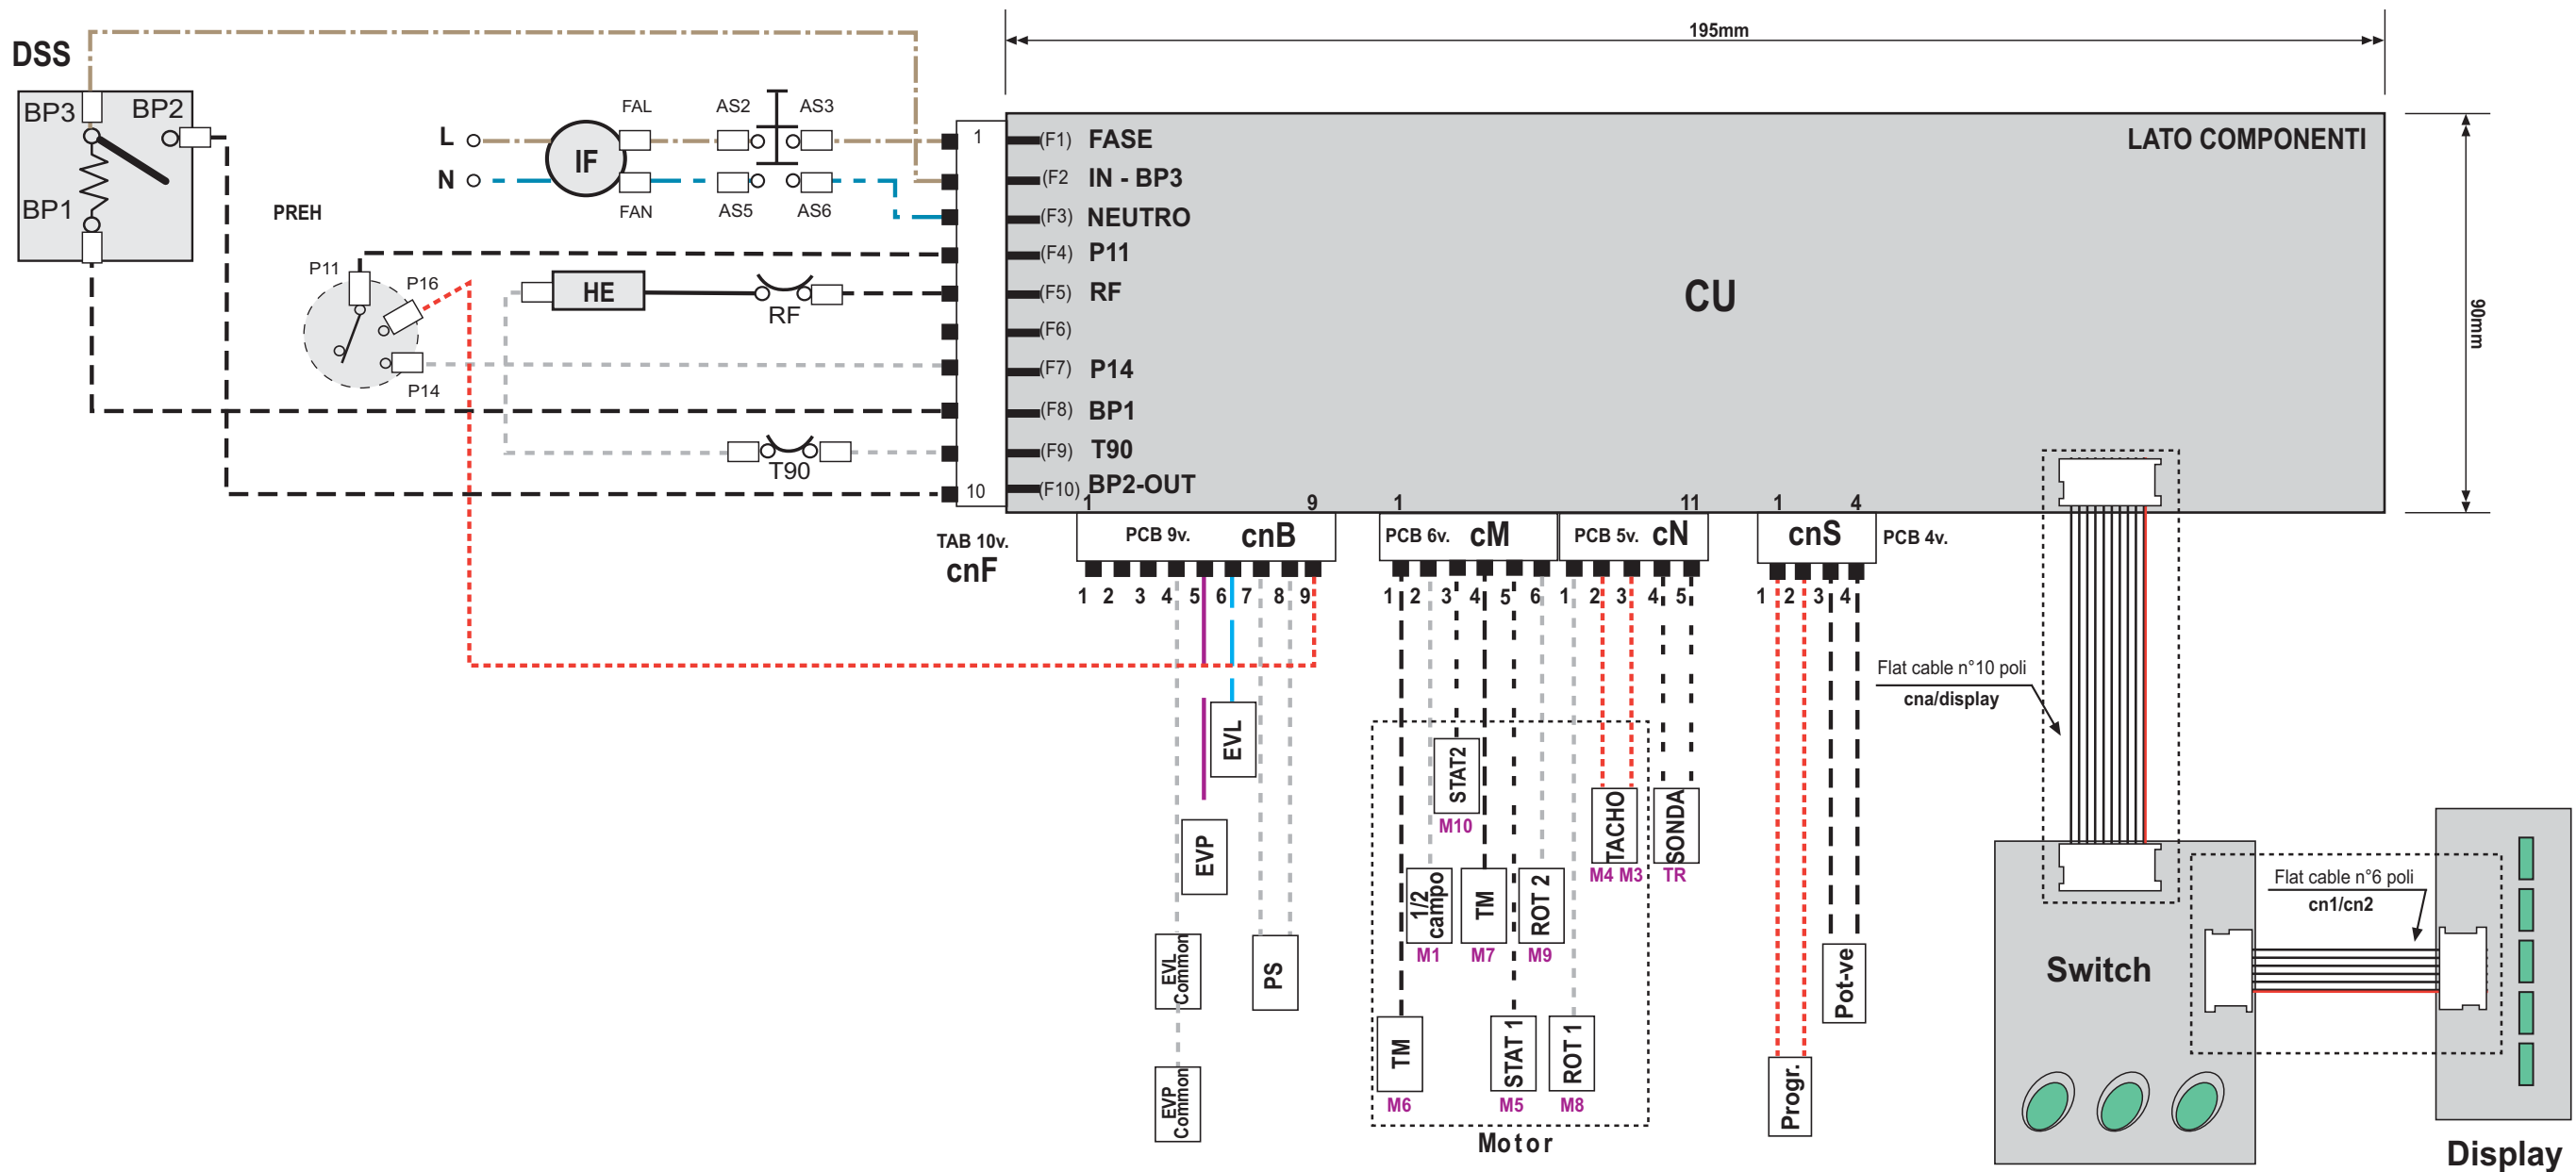 195mm
DSS
BP3
BP2
BP1
L
N
IF
FAL
AS2
AS3
FAN
AS5
AS6
PREH
P11
P16
P14
HE
RF
T90
1
10
(F1) FASE
(F2 IN - BP3
(F3) NEUTRO
(F4) P11
(F5) RF
(F6)
(F7) P14
(F8) BP1
(F9) T90
(F10) BP2-OUT
LATO COMPONENTI
CU
90mm
TAB 10v.
cnF
1 9
PCB 9v. cnB
1 2 3 4 5 6 7 8 9
1 11
PCB 6v. cM
1 2 3 4 5 6
PCB 5v. cN
1 2 3 4 5
1 4
cnS
PCB 4v.
1 2 3 4
EVL
EVP
EVL Common
EVP Common
PS
STAT2
M10
1/2 campo
M1
TM
M7
ROT 2
M9
TM
M6
STAT 1
M5
ROT 1
M8
TACHO
M4 M3
SONDA
TR
Motor
Progr.
Pot-ve
Flat cable n°10 poli
cna/display
Flat cable n°6 poli
cn1/cn2
Switch
Display